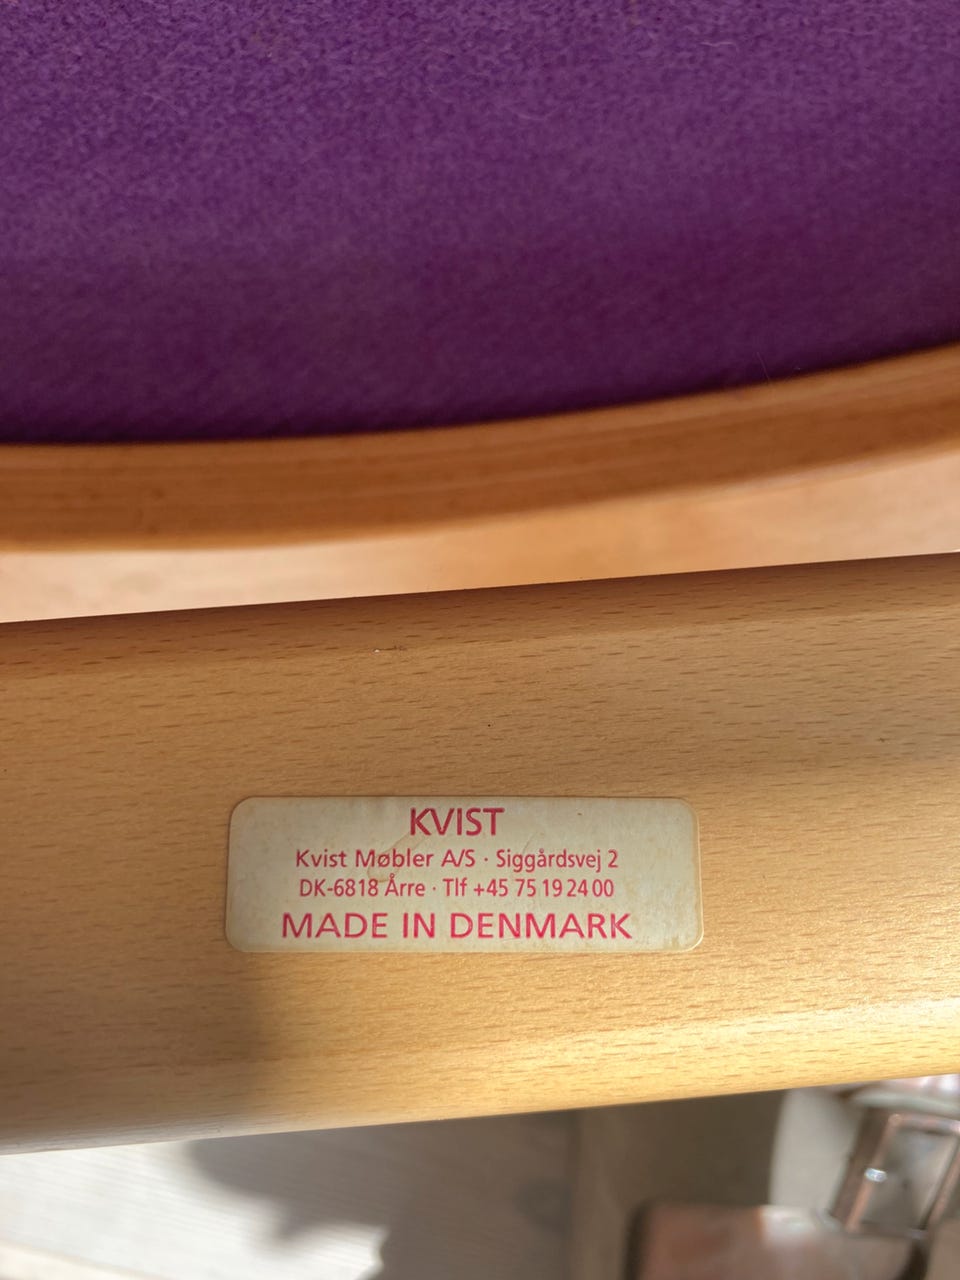 KVIST
Kvist Møbler A/S · Siggårdsvej 2
DK-6818 Årre · Tlf +45 75 19 24 00
MADE IN DENMARK